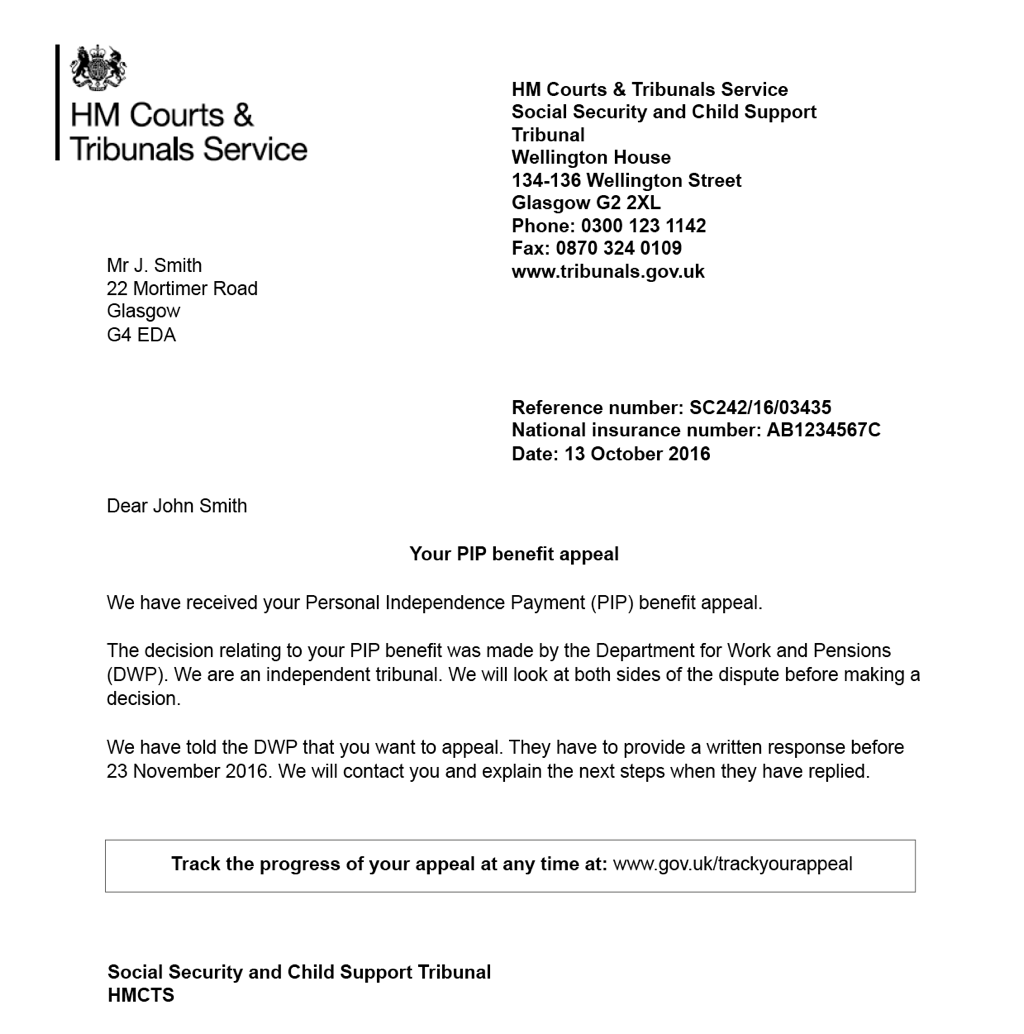 HM Courts &
Tribunals Service
HM Courts & Tribunals Service
Social Security and Child Support
Tribunal
Wellington House
134-136 Wellington Street
Glasgow G2 2XL
Phone: 0300 123 1142
Fax: 0870 324 0109
www.tribunals.gov.uk
Mr J. Smith
22 Mortimer Road
Glasgow
G4 EDA
Reference number: SC242/16/03435
National insurance number: AB1234567C
Date: 13 October 2016
Dear John Smith
Your PIP benefit appeal
We have received your Personal Independence Payment (PIP) benefit appeal.
The decision relating to your PIP benefit was made by the Department for Work and Pensions
(DWP). We are an independent tribunal. We will look at both sides of the dispute before making a
decision.
We have told the DWP that you want to appeal. They have to provide a written response before
23 November 2016. We will contact you and explain the next steps when they have replied.
Track the progress of your appeal at any time at: www.gov.uk/trackyourappeal
Social Security and Child Support Tribunal
HMCTS